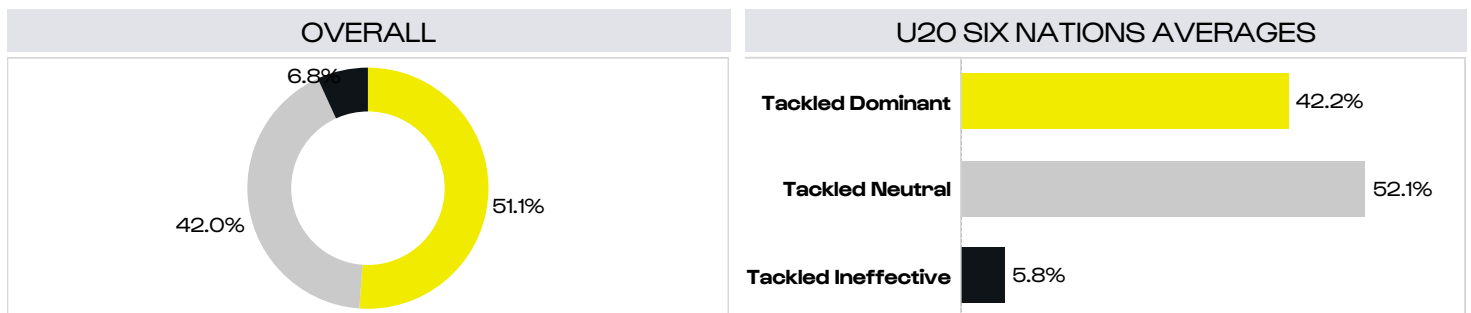 OVERALL
6.8%
51.1%
42.0%
U20 SIX NATIONS AVERAGES
Tackled Dominant 42.2%
Tackled Neutral 52.1%
Tackled Ineffective 5.8%